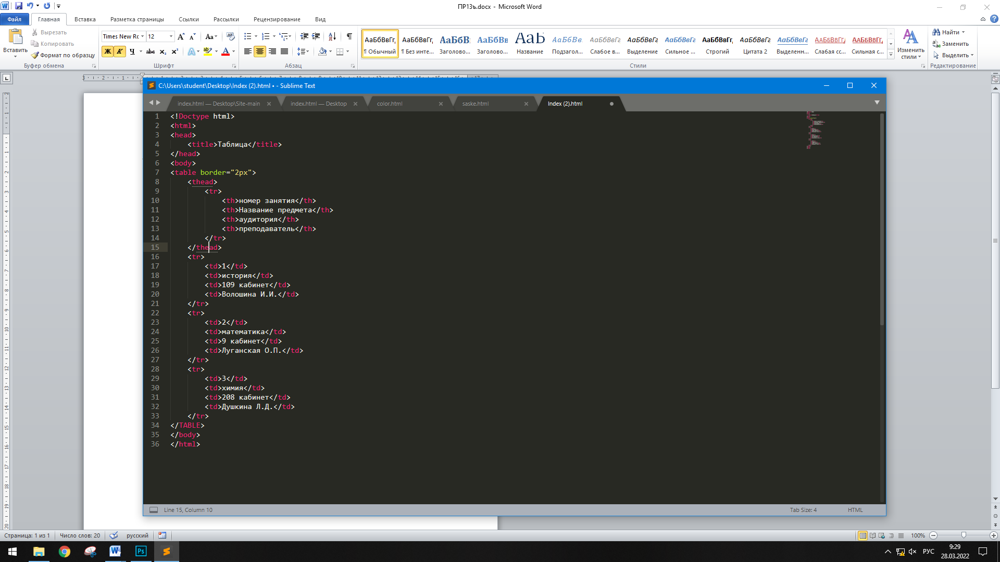 ПР13ъ.docx - Microsoft Word
Файл Главная Вставка Разметка страницы Ссылки Рассылки Рецензирование Вид
Вставить
Вырезать
Копировать
Формат по образцу
Буфер обмена
Times New Rc 12
Шрифт
Абзац
АаБбВвГг, АаБбВвГг, АаБбВ АаБбВв АаЬ АаБбВв АаБбВвГг АаБбВвГг АаБбВвГг АаБбВвГг, АаБбВвГг АаБбВвГг ААББВВГГ, ААББВВГГ,
¶ Обычный ¶ Без инте... Заголово... Заголово... Название Подзагол... Слабое в... Выделение Сильное ... Строгий Цитата 2 Выделенн... Слабая сс... Сильная с...
Стили
Изменить стили
Найти
Заменить
Выделить
Редактирование
C:\Users\student\Desktop\Index (2).html • - Sublime Text
index.html — Desktop\Site-main index.html — Desktop color.html saske.html Index (2).html
1 <!Doctype html>
2 <html>
3 <head>
4 <title>Таблица</title>
5 </head>
6 <body>
7 <table border="2px">
8 <thead>
9 <tr>
10 <th>номер занятия</th>
11 <th>Название предмета</th>
12 <th>аудитория</th>
13 <th>преподаватель</th>
14 </tr>
15 </thead>
16 <tr>
17 <td>1</td>
18 <td>история</td>
19 <td>109 кабинет</td>
20 <td>Волошина И.И.</td>
21 </tr>
22 <tr>
23 <td>2</td>
24 <td>математика</td>
25 <td>9 кабинет</td>
26 <td>Луганская О.П.</td>
27 </tr>
28 <tr>
29 <td>3</td>
30 <td>химия</td>
31 <td>208 кабинет</td>
32 <td>Душкина Л.Д.</td>
33 </tr>
34 </TABLE>
35 </body>
36 </html>
Line 15, Column 10 Tab Size: 4 HTML
Страница: 1 из 1 Число слов: 20 русский 100%
РУС 9:29
28.03.2022